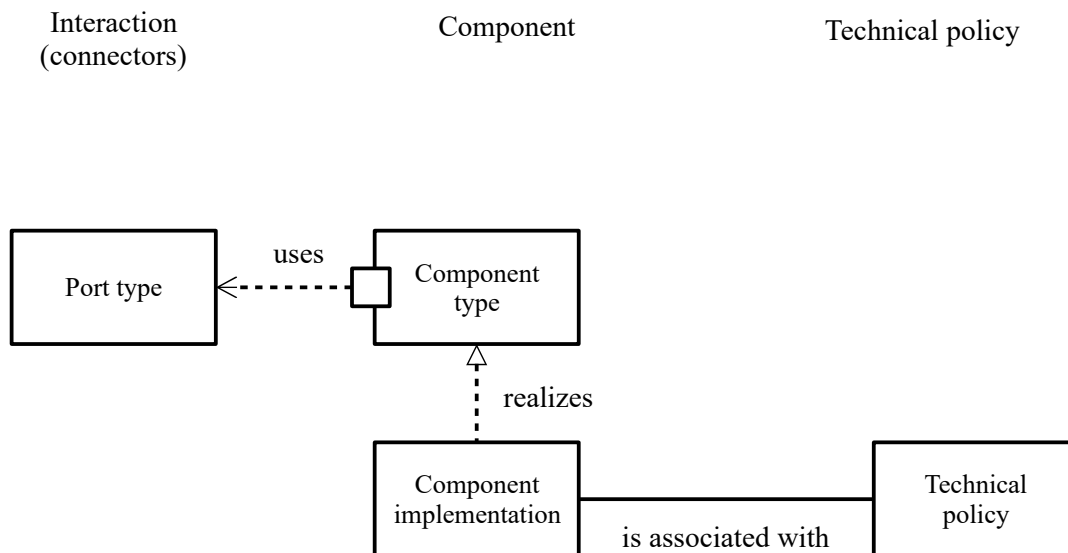 Interaction
(connectors)
Component
Technical policy
uses
Port type
Component
type
realizes
Component
implementation
Technical
policy
is associated with